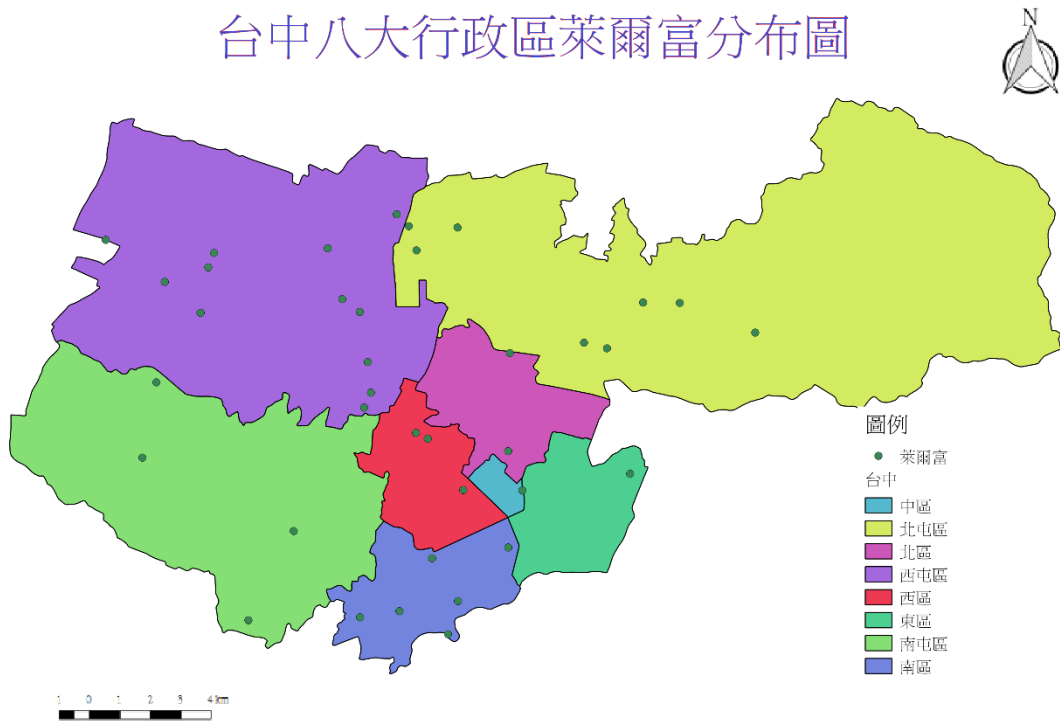 台中八大行政區萊爾富分布圖
N
圖例
萊爾富
台中
中區
北屯區
北區
西屯區
西區
東區
南屯區
南區
1 0 1 2 3 4 km